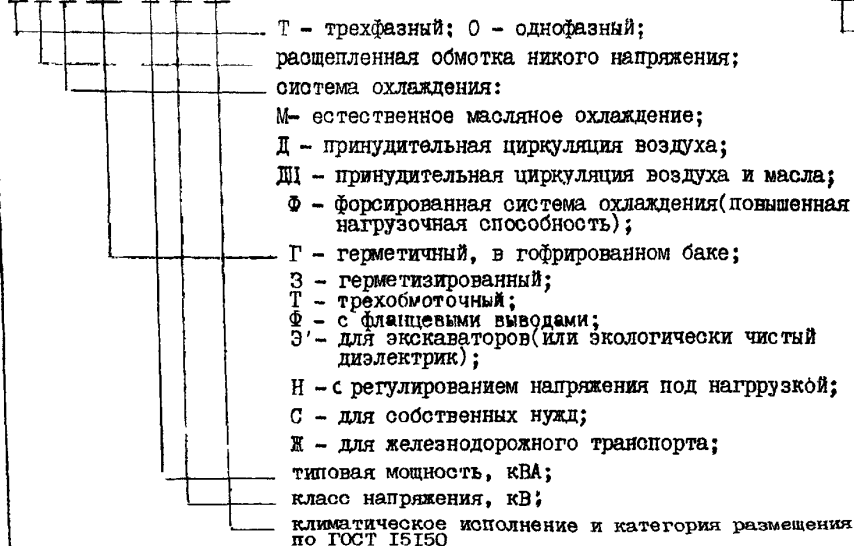 Т - трехфазный; О - однофазный;
расщепленная обмотка никого напряжения;
система охлаждения:
М- естественное масляное охлаждение;
Д - принудительная циркуляция воздуха;
ДЦ - принудительная циркуляция воздуха и масла;
Ф - форсированная система охлаждения(повышенная
нагрузочная способность);
Г - герметичный, в гофрированном баке;
З - герметизированный;
Т - трехобмоточный;
Ф - с фланцевыми выводами;
Э'- для экскаваторов(или экологически чистый
диэлектрик);
Н -с регулированием напряжения под нагррузкой;
С - для собственных нужд;
Ж - для железнодорожного транспорта;
типовая мощность, кВА;
класс напряжения, кВ;
климатическое исполнение и категория размещения
по ГОСТ I5I50